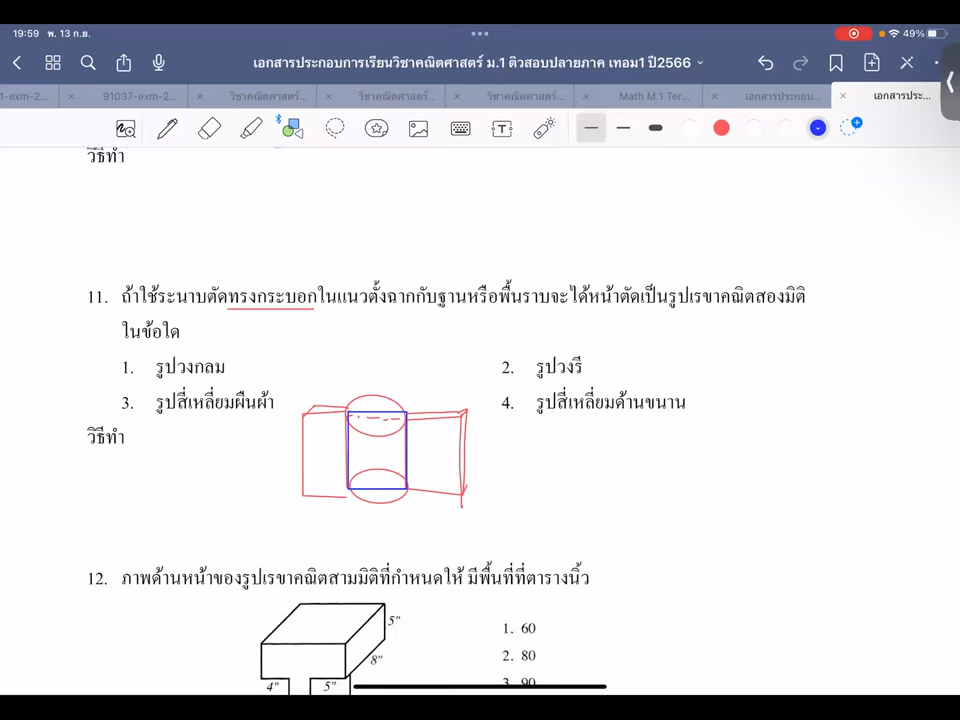 19:59 พ. 13 ก.ย.
49%
เอกสารประกอบการเรียนวิชาคณิตศาสตร์ ม.1 ติวสอบปลายภาค เทอม1 ปี2566
1-exm-2... 91037-exm-2... วิชาคณิตศาสตร์... วิชาคณิตศาสตร์... วิชาคณิตศาสตร์... Math M.1 Ter... เอกสารประกอบ... เอกสารประ...
วิธีทำ
11. ถ้าใช้ระนาบตัดทรงกระบอกในแนวตั้งฉากกับฐานหรือพื้นราบจะได้หน้าตัดเป็นรูปเรขาคณิตสองมิติ
ในข้อใด
1. รูปวงกลม 2. รูปวงรี
3. รูปสี่เหลี่ยมผืนผ้า 4. รูปสี่เหลี่ยมด้านขนาน
วิธีทำ
12. ภาพด้านหน้าของรูปเรขาคณิตสามมิติที่กำหนดให้ มีพื้นที่กี่ตารางนิ้ว
5"
1. 60
8"
2. 80
4" 5"
3. 90